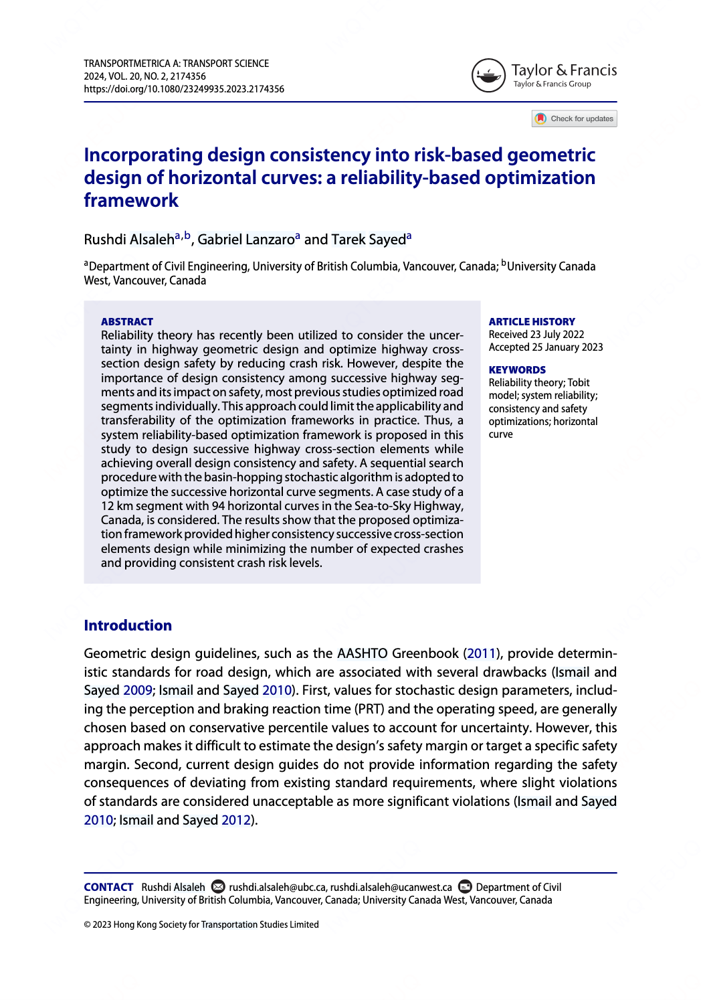 TRANSPORTMETRICA A: TRANSPORT SCIENCE
2024, VOL. 20, NO. 2, 2174356
https://doi.org/10.1080/23249935.2023.2174356
Taylor & Francis
Taylor & Francis Group
Check for updates
Incorporating design consistency into risk-based geometric
design of horizontal curves: a reliability-based optimization
framework
Rushdi Alsaleh a,b, Gabriel Lanzaro a and Tarek Sayed a
a Department of Civil Engineering, University of British Columbia, Vancouver, Canada; b University Canada
West, Vancouver, Canada
ABSTRACT
Reliability theory has recently been utilized to consider the uncer-
tainty in highway geometric design and optimize highway cross-
section design safety by reducing crash risk. However, despite the
importance of design consistency among successive highway seg-
ments and its impact on safety, most previous studies optimized road
segments individually. This approach could limit the applicability and
transferability of the optimization frameworks in practice. Thus, a
system reliability-based optimization framework is proposed in this
study to design successive highway cross-section elements while
achieving overall design consistency and safety. A sequential search
procedure with the basin-hopping stochastic algorithm is adopted to
optimize the successive horizontal curve segments. A case study of a
12 km segment with 94 horizontal curves in the Sea-to-Sky Highway,
Canada, is considered. The results show that the proposed optimiza-
tion framework provided higher consistency successive cross-section
elements design while minimizing the number of expected crashes
and providing consistent crash risk levels.
ARTICLE HISTORY
Received 23 July 2022
Accepted 25 January 2023
KEYWORDS
Reliability theory; Tobit
model; system reliability;
consistency and safety
optimizations; horizontal
curve
Introduction
Geometric design guidelines, such as the AASHTO Greenbook (2011), provide determin-
istic standards for road design, which are associated with several drawbacks (Ismail and
Sayed 2009; Ismail and Sayed 2010). First, values for stochastic design parameters, includ-
ing the perception and braking reaction time (PRT) and the operating speed, are generally
chosen based on conservative percentile values to account for uncertainty. However, this
approach makes it difficult to estimate the design's safety margin or target a specific safety
margin. Second, current design guides do not provide information regarding the safety
consequences of deviating from existing standard requirements, where slight violations
of standards are considered unacceptable as more significant violations (Ismail and Sayed
2010; Ismail and Sayed 2012).
CONTACT Rushdi Alsaleh rushdi.alsaleh@ubc.ca, rushdi.alsaleh@ucanwest.ca Department of Civil
Engineering, University of British Columbia, Vancouver, Canada; University Canada West, Vancouver, Canada
© 2023 Hong Kong Society for Transportation Studies Limited